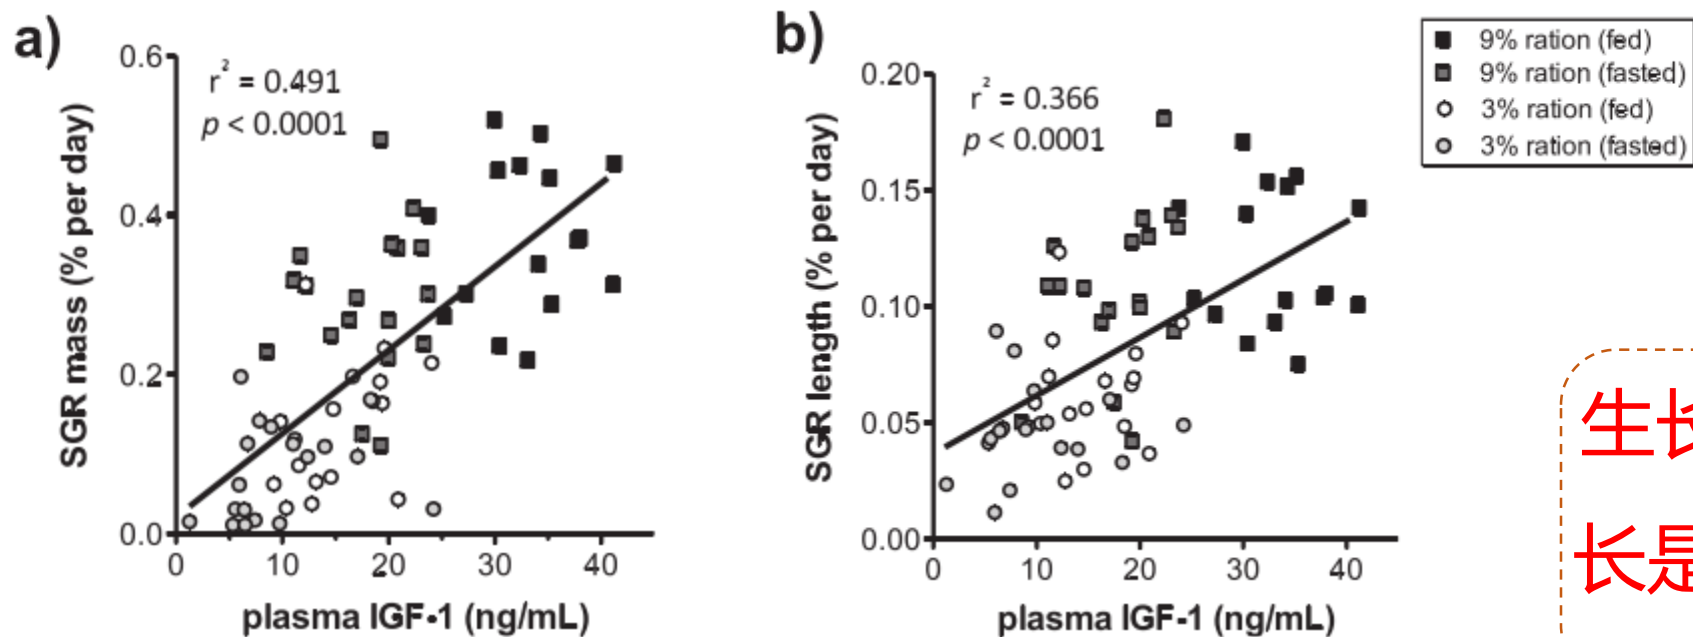 a)
r² = 0.491
p < 0.0001
SGR mass (% per day)
0.6
0.4
0.2
0.0
0 10 20 30 40
plasma IGF-1 (ng/mL)
b)
r² = 0.366
p < 0.0001
SGR length (% per day)
0.20
0.15
0.10
0.05
0.00
0 10 20 30 40
plasma IGF-1 (ng/mL)
9% ration (fed)
9% ration (fasted)
3% ration (fed)
3% ration (fasted)
生长
长是